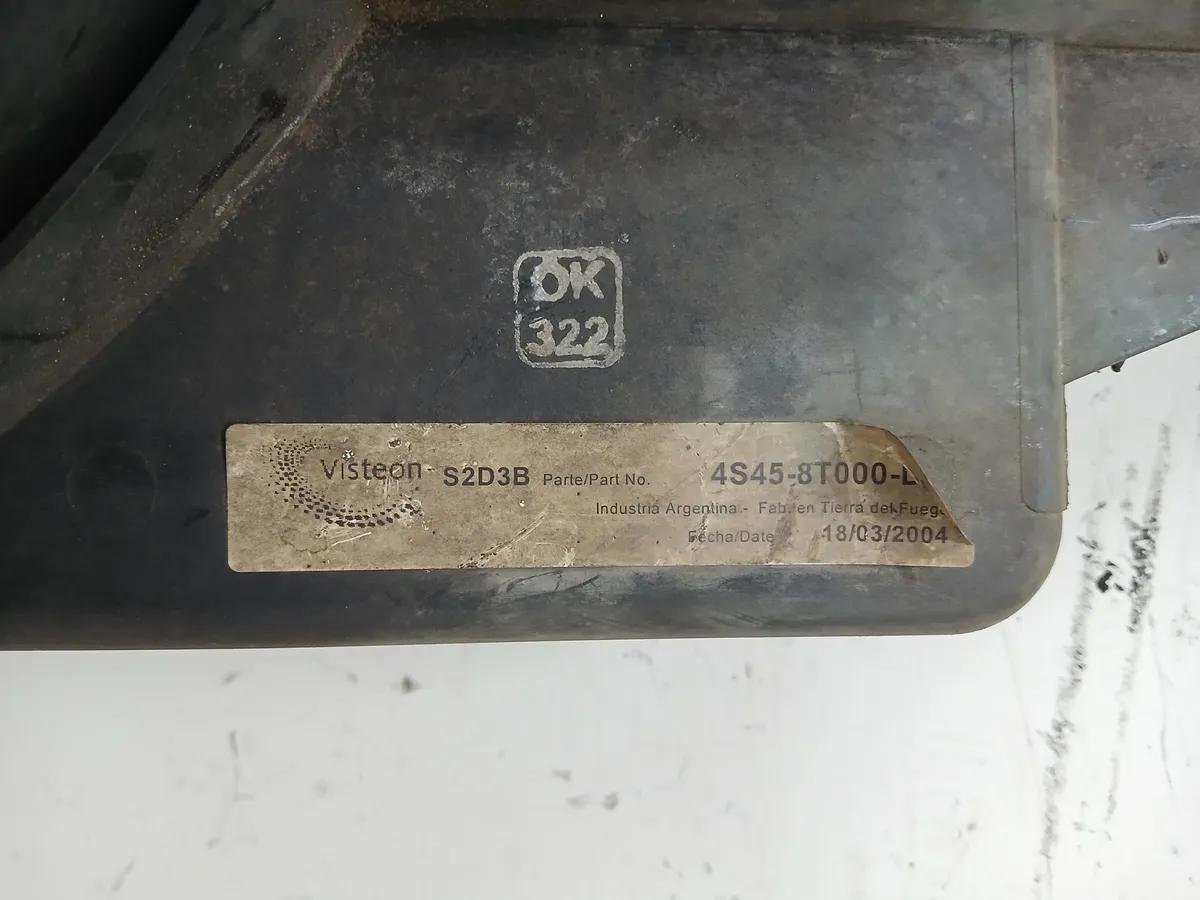 OK
322
Visteon S2D3B Parte/Part No. 4S45-8T000-
Industria Argentina - Fab. en Tierra del
Fecha/Date 18/03/2004